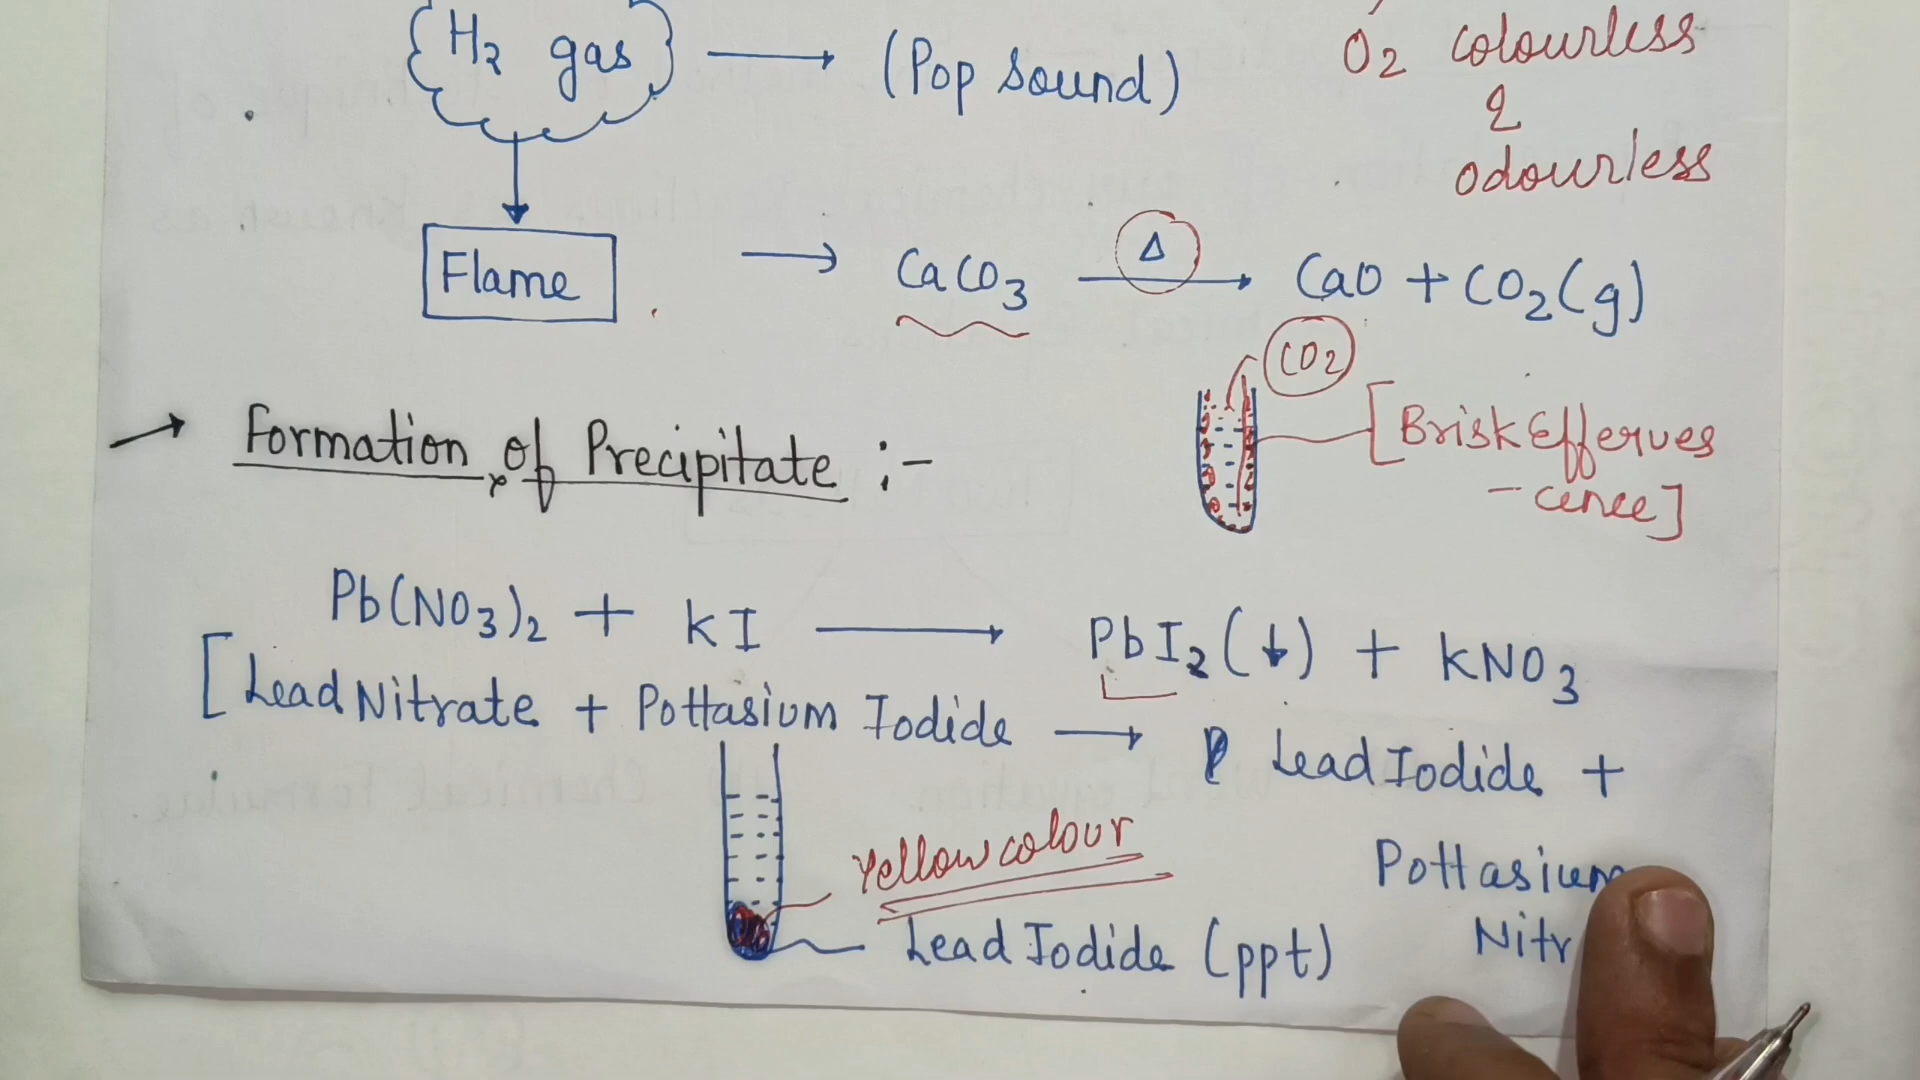 H2 gas → (Pop sound)
O2 colourless
&
odourless
Flame
→ CaCO3 —Δ→ CaO + CO2(g)
CO2
→ Formation of Precipitate :-
[Brisk Efferves
- cence]
Pb(NO3)2 + kI → PbI2(↓) + kNO3
[Lead Nitrate + Pottasium Iodide → Lead Iodide +
Pottasium
Nitr
Yellow colour
Lead Iodide (ppt)